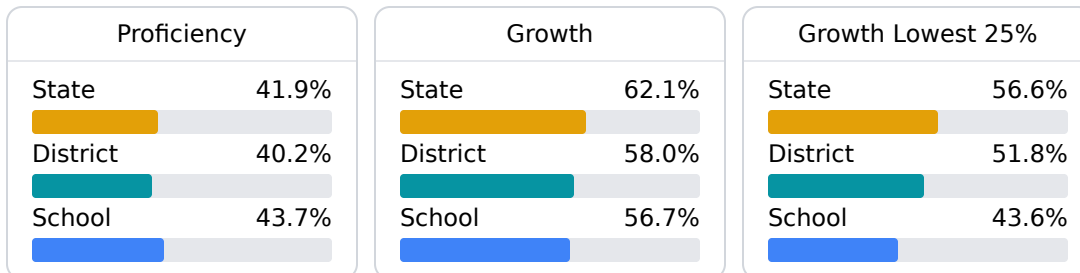 Proficiency
State 41.9%
District 40.2%
School 43.7%
Growth
State 62.1%
District 58.0%
School 56.7%
Growth Lowest 25%
State 56.6%
District 51.8%
School 43.6%